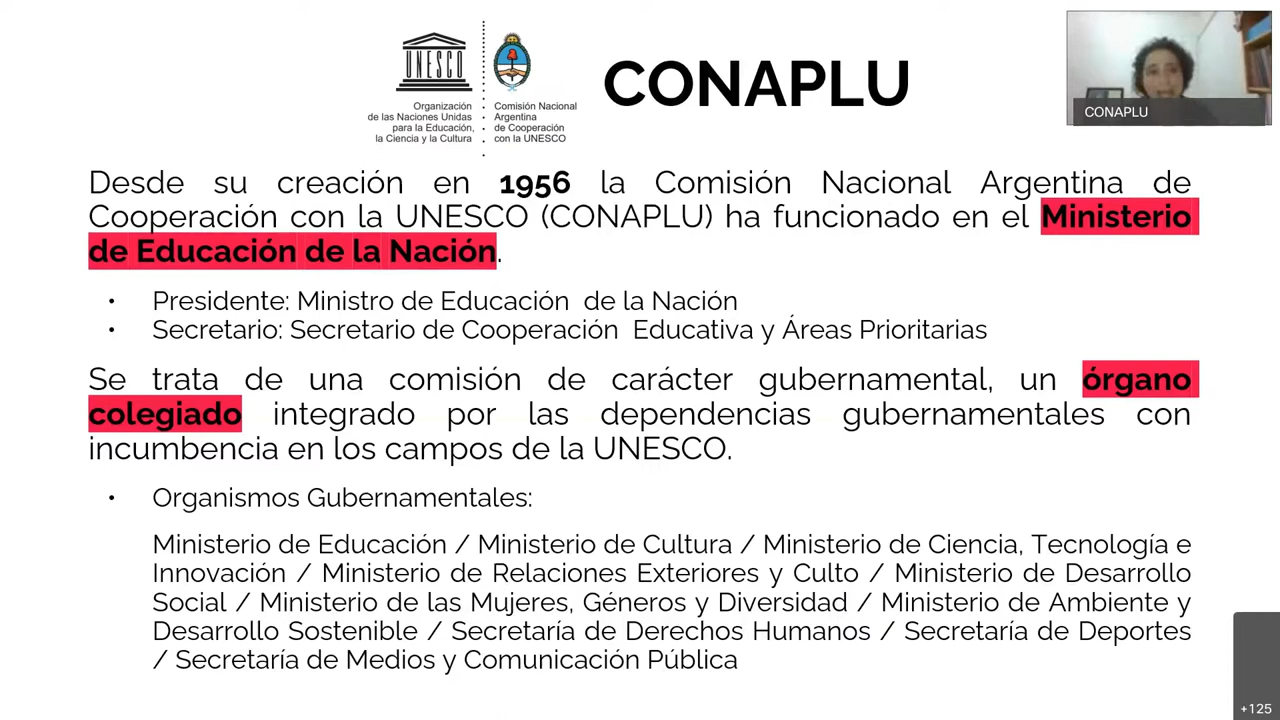 UNESCO
Organización
de las Naciones Unidas
para la Educación,
la Ciencia y la Cultura
Comisión Nacional
Argentina
de Cooperación
con la UNESCO
CONAPLU
CONAPLU
Desde su creación en 1956 la Comisión Nacional Argentina de
Cooperación con la UNESCO (CONAPLU) ha funcionado en el Ministerio
de Educación de la Nación.
• Presidente: Ministro de Educación de la Nación
• Secretario: Secretario de Cooperación Educativa y Áreas Prioritarias
Se trata de una comisión de carácter gubernamental, un órgano
colegiado integrado por las dependencias gubernamentales con
incumbencia en los campos de la UNESCO.
• Organismos Gubernamentales:
Ministerio de Educación / Ministerio de Cultura / Ministerio de Ciencia, Tecnología e
Innovación / Ministerio de Relaciones Exteriores y Culto / Ministerio de Desarrollo
Social / Ministerio de las Mujeres, Géneros y Diversidad / Ministerio de Ambiente y
Desarrollo Sostenible / Secretaría de Derechos Humanos / Secretaría de Deportes
/ Secretaría de Medios y Comunicación Pública
+125